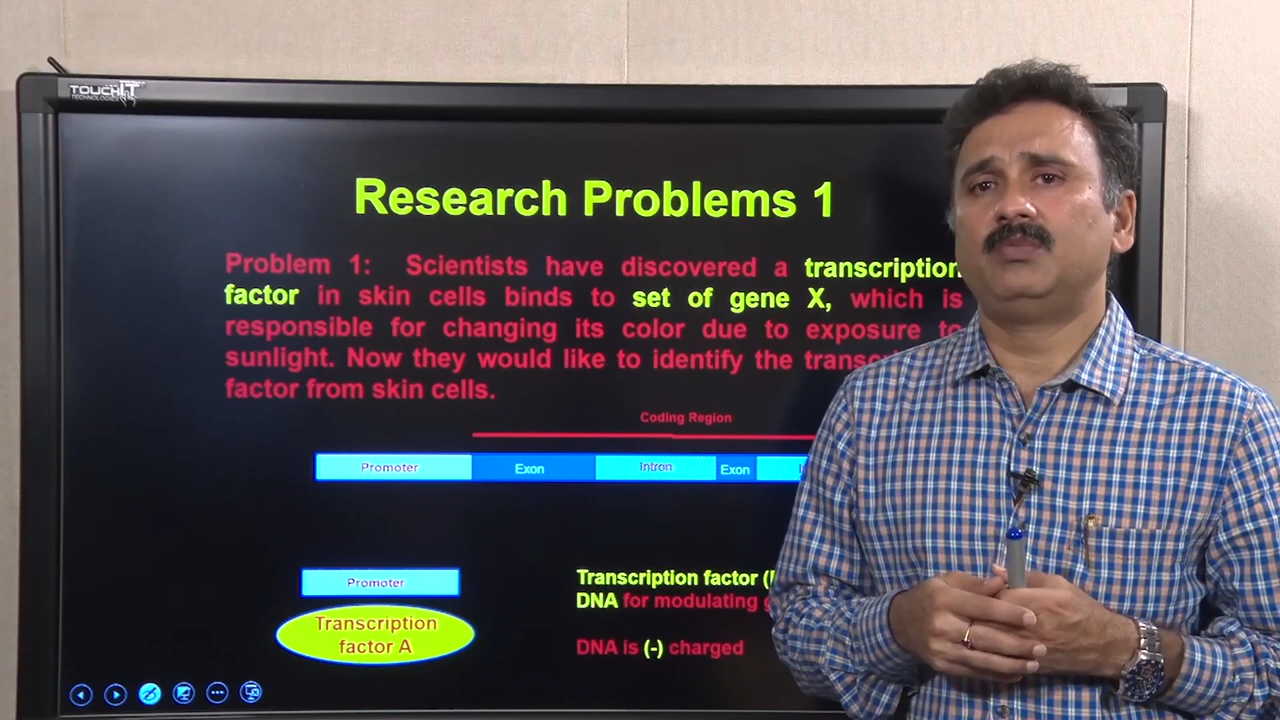 TOUCHIT
TECHNOLOGIES
Research Problems 1
Problem 1: Scientists have discovered a transcription
factor in skin cells binds to set of gene X, which is
responsible for changing its color due to exposure to
sunlight. Now they would like to identify the
factor from skin cells.
Coding Region
Promoter Exon Intron Exon
Promoter
Transcription factor
DNA for modulating
Transcription
factor A
DNA is (-) charged